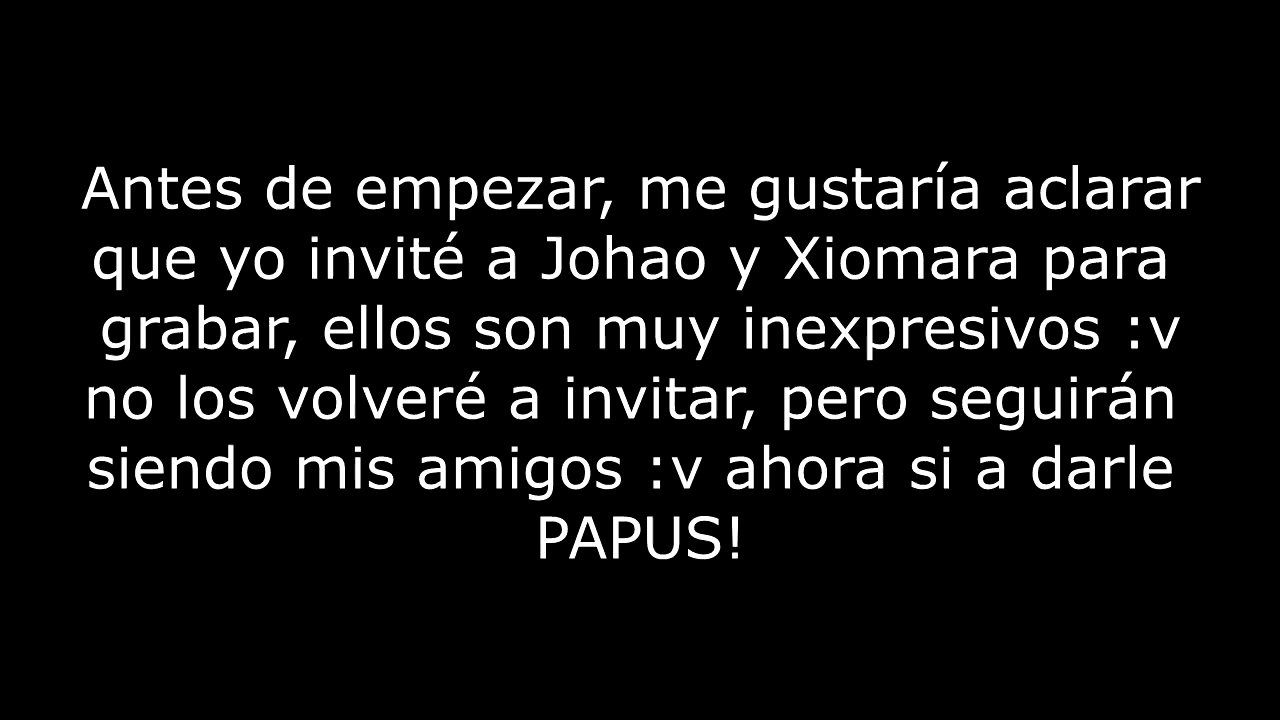 Antes de empezar, me gustaría aclarar
que yo invité a Johao y Xiomara para
grabar, ellos son muy inexpresivos :v
no los volveré a invitar, pero seguirán
siendo mis amigos :v ahora si a darle
PAPUS!